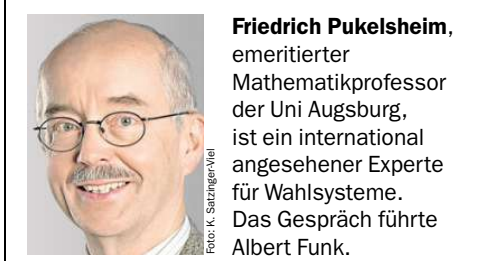 Friedrich Pukelsheim,
emeritierter
Mathematikprofessor
der Uni Augsburg,
ist ein international
angesehener Experte
für Wahlsysteme.
Das Gespräch führte
Albert Funk.
Foto: K. Satzinger-Viel